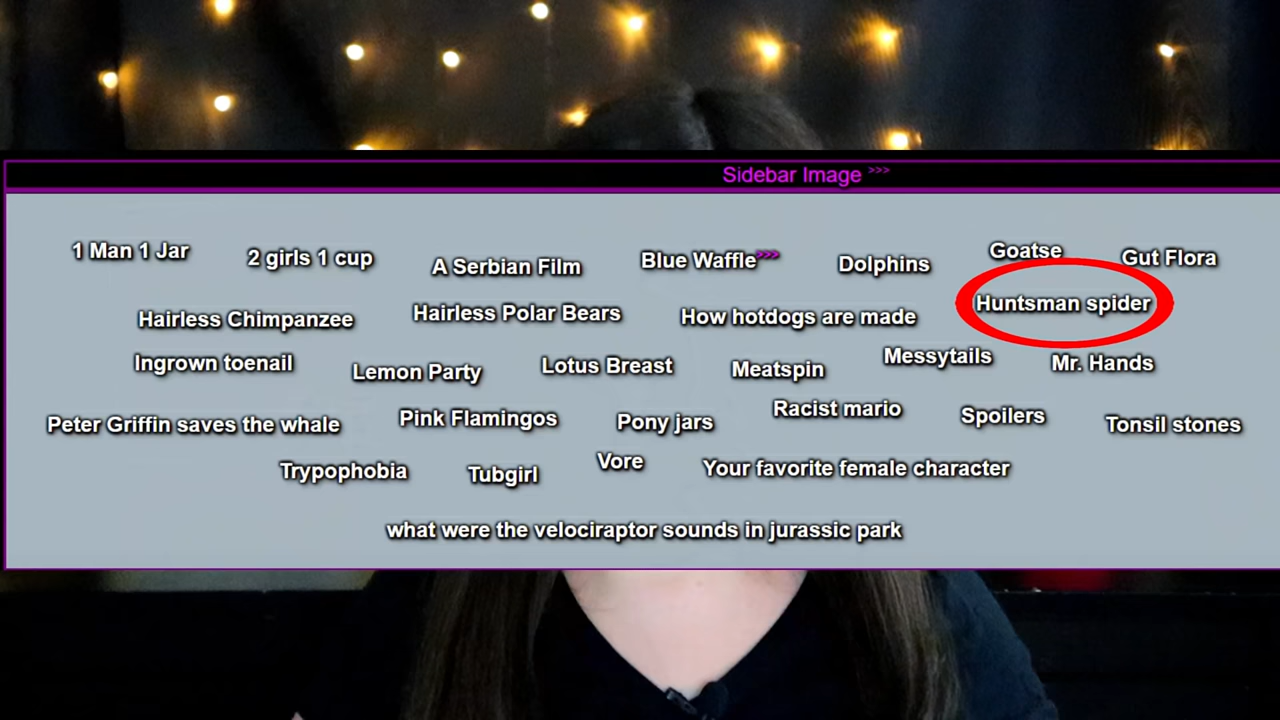 Sidebar Image >>>
1 Man 1 Jar 2 girls 1 cup A Serbian Film Blue Waffle>>> Dolphins Goatse Gut Flora
Hairless Chimpanzee Hairless Polar Bears How hotdogs are made Huntsman spider
Ingrown toenail Lemon Party Lotus Breast Meatspin Messytails Mr. Hands
Peter Griffin saves the whale Pink Flamingos Pony jars Racist mario Spoilers Tonsil stones
Trypophobia Tubgirl Vore Your favorite female character
what were the velociraptor sounds in jurassic park